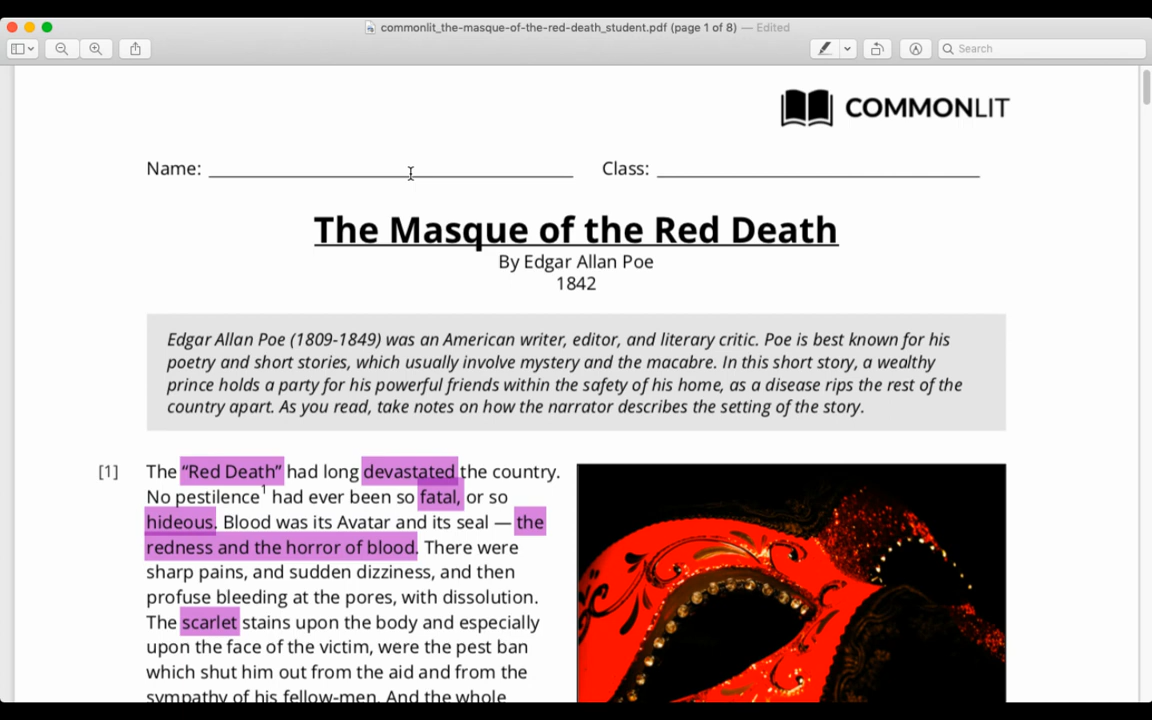 commonlit_the-masque-of-the-red-death_student.pdf (page 1 of 8) — Edited
Search
COMMONLIT
Name: Class:
The Masque of the Red Death
By Edgar Allan Poe
1842
Edgar Allan Poe (1809-1849) was an American writer, editor, and literary critic. Poe is best known for his
poetry and short stories, which usually involve mystery and the macabre. In this short story, a wealthy
prince holds a party for his powerful friends within the safety of his home, as a disease rips the rest of the
country apart. As you read, take notes on how the narrator describes the setting of the story.
[1] The “Red Death” had long devastated the country.
No pestilence1 had ever been so fatal, or so
hideous. Blood was its Avatar and its seal — the
redness and the horror of blood. There were
sharp pains, and sudden dizziness, and then
profuse bleeding at the pores, with dissolution.
The scarlet stains upon the body and especially
upon the face of the victim, were the pest ban
which shut him out from the aid and from the
sympathy of his fellow-men. And the whole